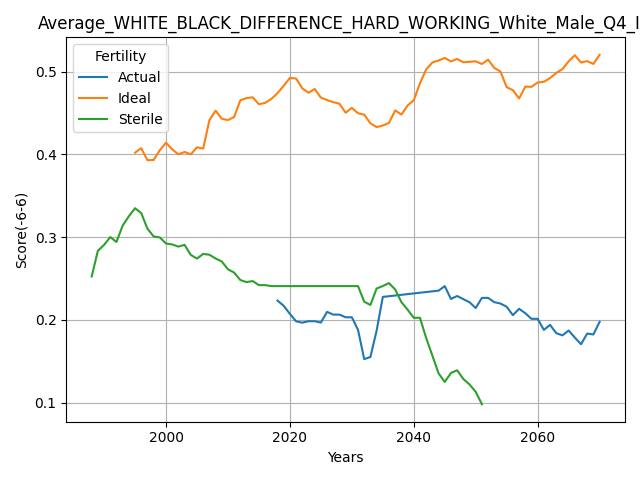 Average_WHITE_BLACK_DIFFERENCE_HARD_WORKING_White_Male_Q4_I
Fertility
Actual
Ideal
Sterile
Score(-6-6)
0.5
0.4
0.3
0.2
0.1
2000 2020 2040 2060
Years